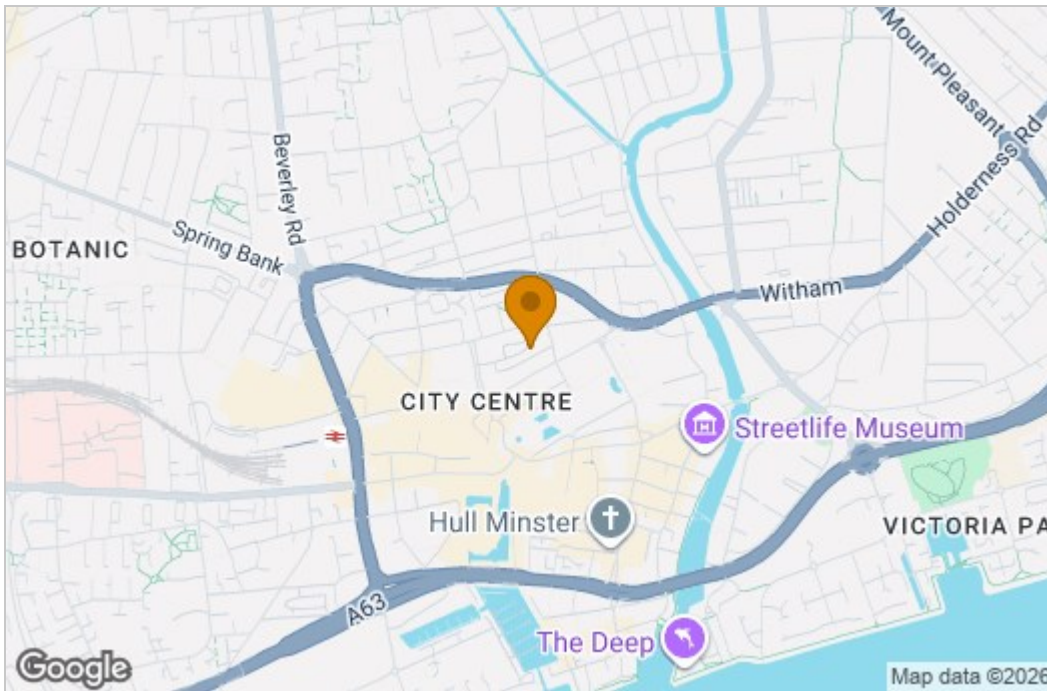 Mount Pleasant
Holderness Rd
Beverley Rd
BOTANIC
Spring Bank
Witham
CITY CENTRE
Streetlife Museum
Hull Minster
VICTORIA PA
A63
The Deep
Google
Map data ©2026